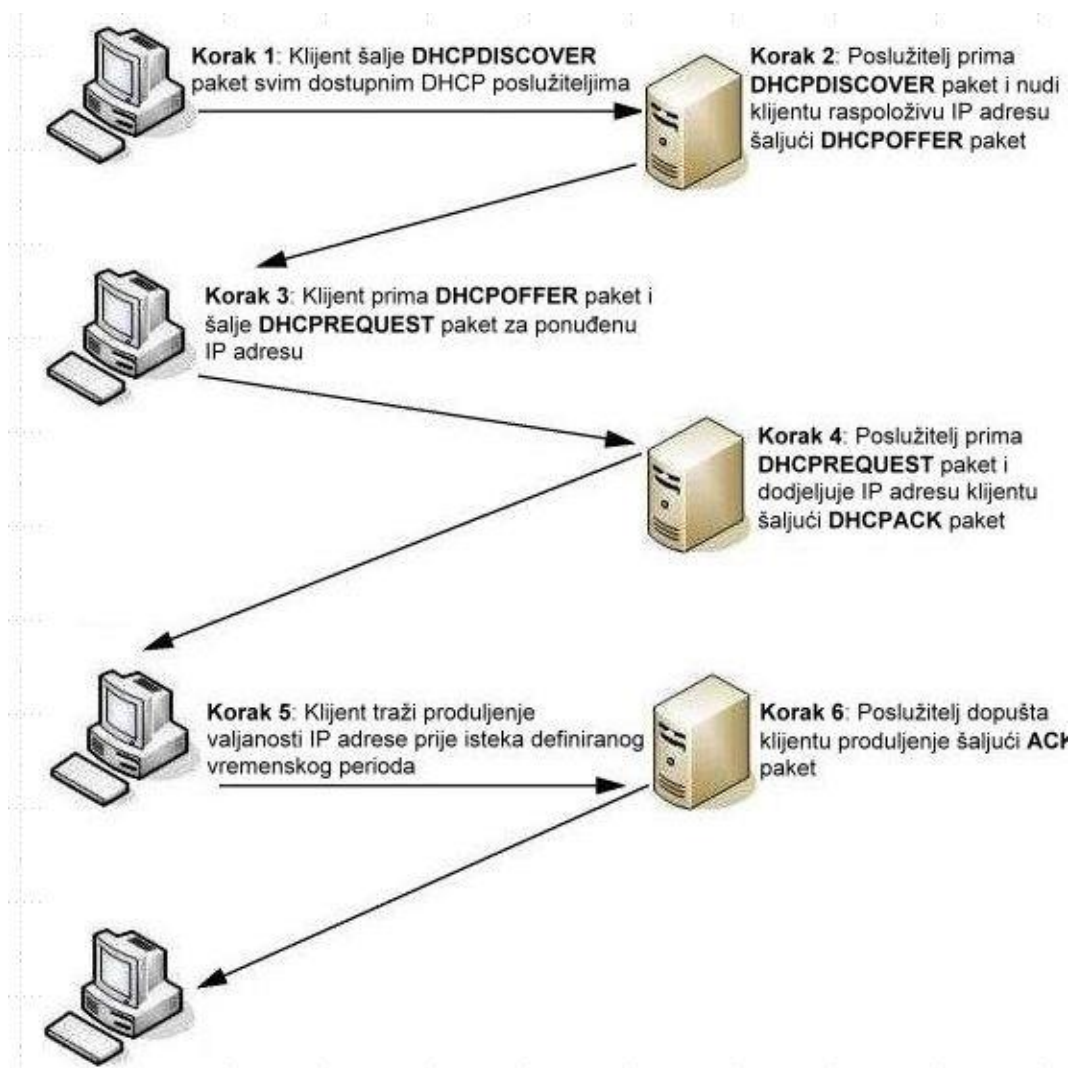 Korak 1: Klijent šalje DHCPDISCOVER
paket svim dostupnim DHCP poslužiteljima
Korak 2: Poslužitelj prima
DHCPDISCOVER paket i nudi
klijentu raspoloživu IP adresu
šaljući DHCPOFFER paket
Korak 3: Klijent prima DHCPOFFER paket i
šalje DHCPREQUEST paket za ponuđenu
IP adresu
Korak 4: Poslužitelj prima
DHCPREQUEST paket i
dodjeljuje IP adresu klijentu
šaljući DHCPACK paket
Korak 5: Klijent traži produljenje
valjanosti IP adrese prije isteka definiranog
vremenskog perioda
Korak 6: Poslužitelj dopušta
klijentu produljenje šaljući ACK
paket